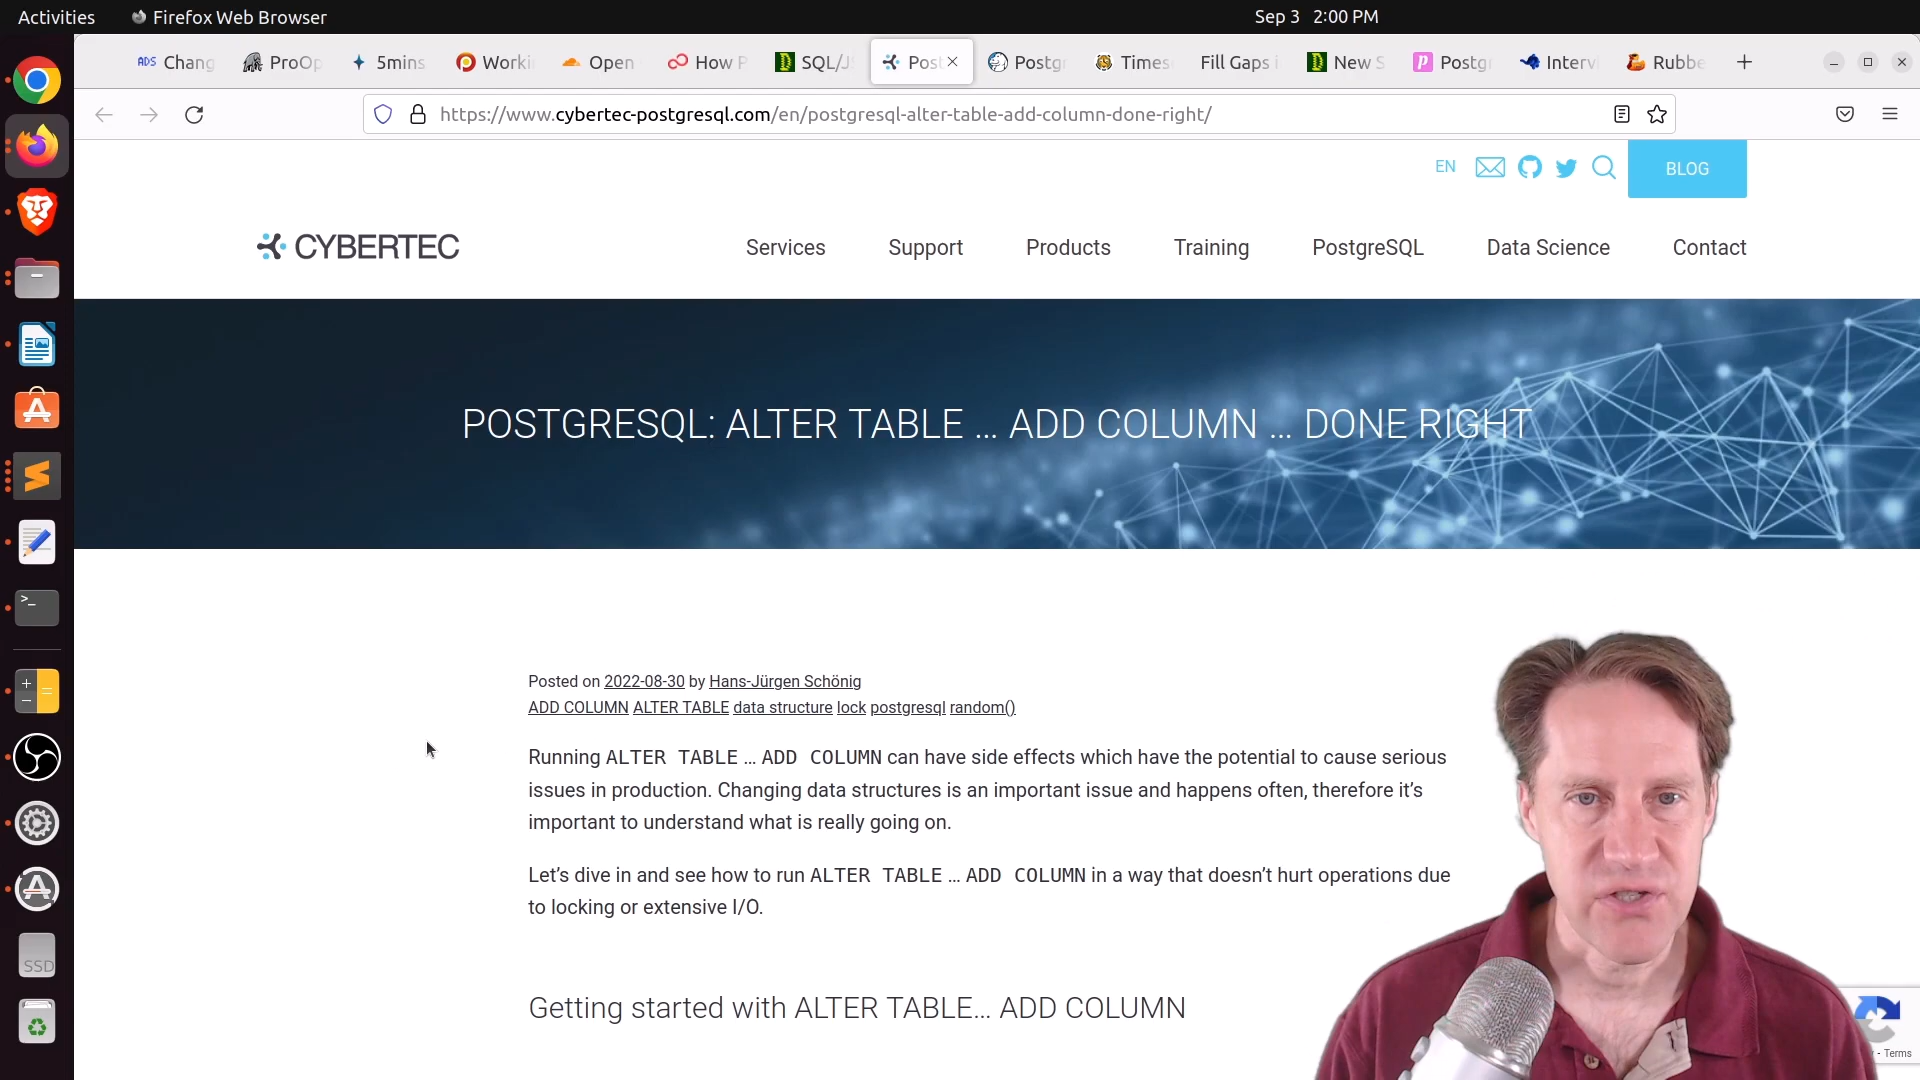 Activities Firefox Web Browser Sep 3 2:00 PM
ADS Chang ProOp 5mins Worki Open How P SQL/J Pos Postgr Times Fill Gaps i New S Postgr Interv Rubbe
https://www.cybertec-postgresql.com/en/postgresql-alter-table-add-column-done-right/
EN BLOG
CYBERTEC Services Support Products Training PostgreSQL Data Science Contact
POSTGRESQL: ALTER TABLE … ADD COLUMN … DONE RIGHT
Posted on 2022-08-30 by Hans-Jürgen Schönig
ADD COLUMN ALTER TABLE data structure lock postgresql random()
Running ALTER TABLE … ADD COLUMN can have side effects which have the potential to cause serious
issues in production. Changing data structures is an important issue and happens often, therefore it’s
important to understand what is really going on.
Let’s dive in and see how to run ALTER TABLE … ADD COLUMN in a way that doesn’t hurt operations due
to locking or extensive I/O.
SSD
Getting started with ALTER TABLE… ADD COLUMN
- Terms